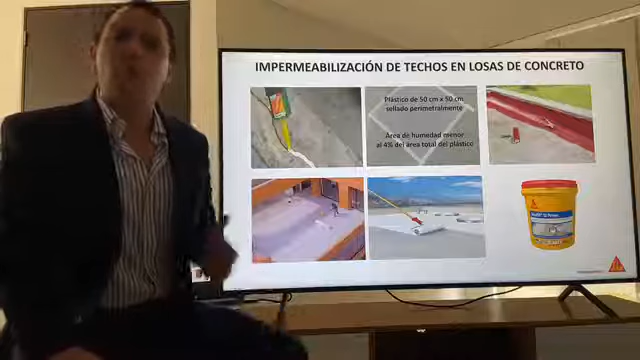 IMPERMEABILIZACIÓN DE TECHOS EN LOSAS DE CONCRETO
Plástico de 50 cm x 50 cm
sellado perimetralmente
Área de humedad menor
al 4% del área total del plástico